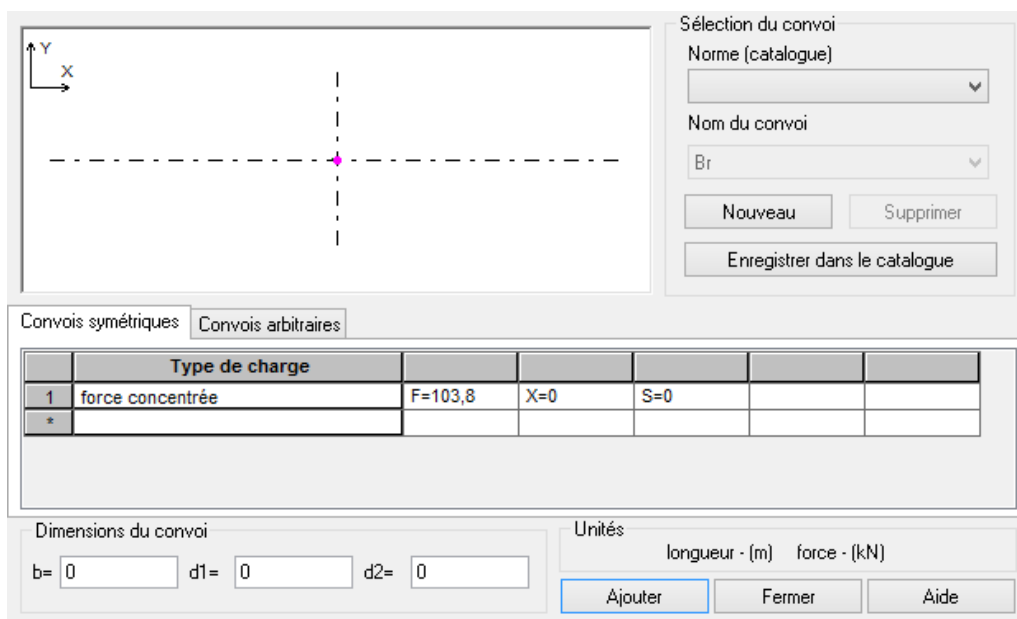 Y
X
Sélection du convoi
Norme (catalogue)
Nom du convoi
Br
Nouveau
Supprimer
Enregistrer dans le catalogue
Convois symétriques
Convois arbitraires
Type de charge
1 force concentrée F=103,8 X=0 S=0
*
Dimensions du convoi
b= 0 d1= 0 d2= 0
Unités
longueur - (m) force - (kN)
Ajouter
Fermer
Aide